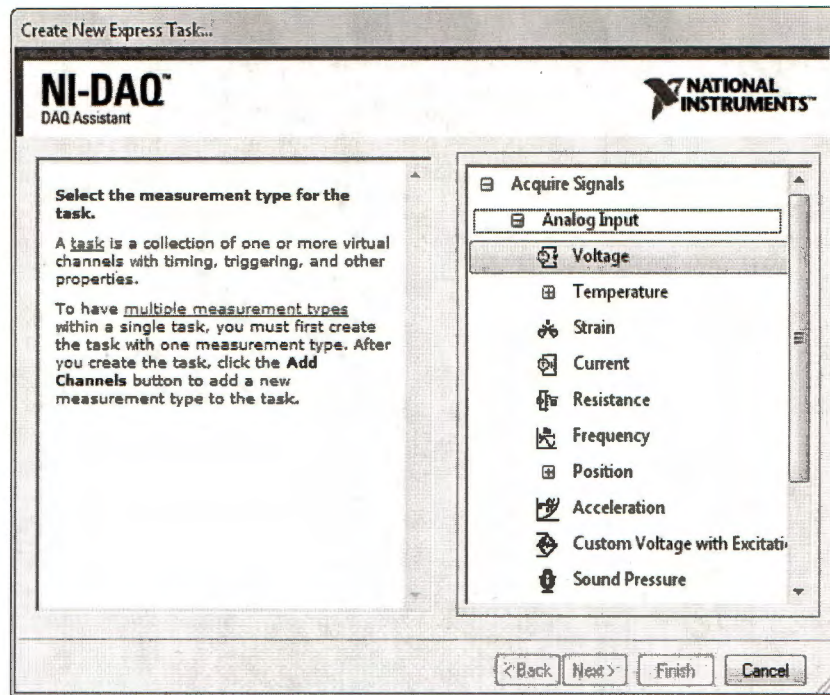 Create New Express Task...
NI-DAQ™
DAQ Assistant
NATIONAL
INSTRUMENTS™
Select the measurement type for the
task.
A task is a collection of one or more virtual
channels with timing, triggering, and other
properties.
To have multiple measurement types
within a single task, you must first create
the task with one measurement type. After
you create the task, click the Add
Channels button to add a new
measurement type to the task.
Acquire Signals
Analog Input
Voltage
Temperature
Strain
Current
Resistance
Frequency
Position
Acceleration
Custom Voltage with Excitati
Sound Pressure
<Back Next> Finish Cancel